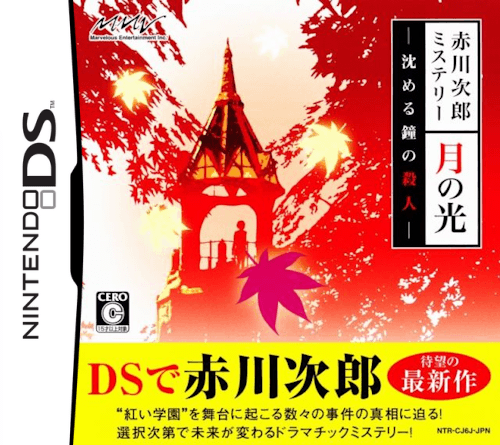 MMV
Marvelous Entertainment Inc.
NINTENDO DS™
赤川次郎
ミステリー
月の光
―沈める鐘の殺人―
CERO
C
15才以上対象
DSで赤川次郎
待望の
最新作
“紅い学園”を舞台に起こる数々の事件の真相に迫る!
選択次第で未来が変わるドラマチックミステリー!
NTR-CJ6J-JPN